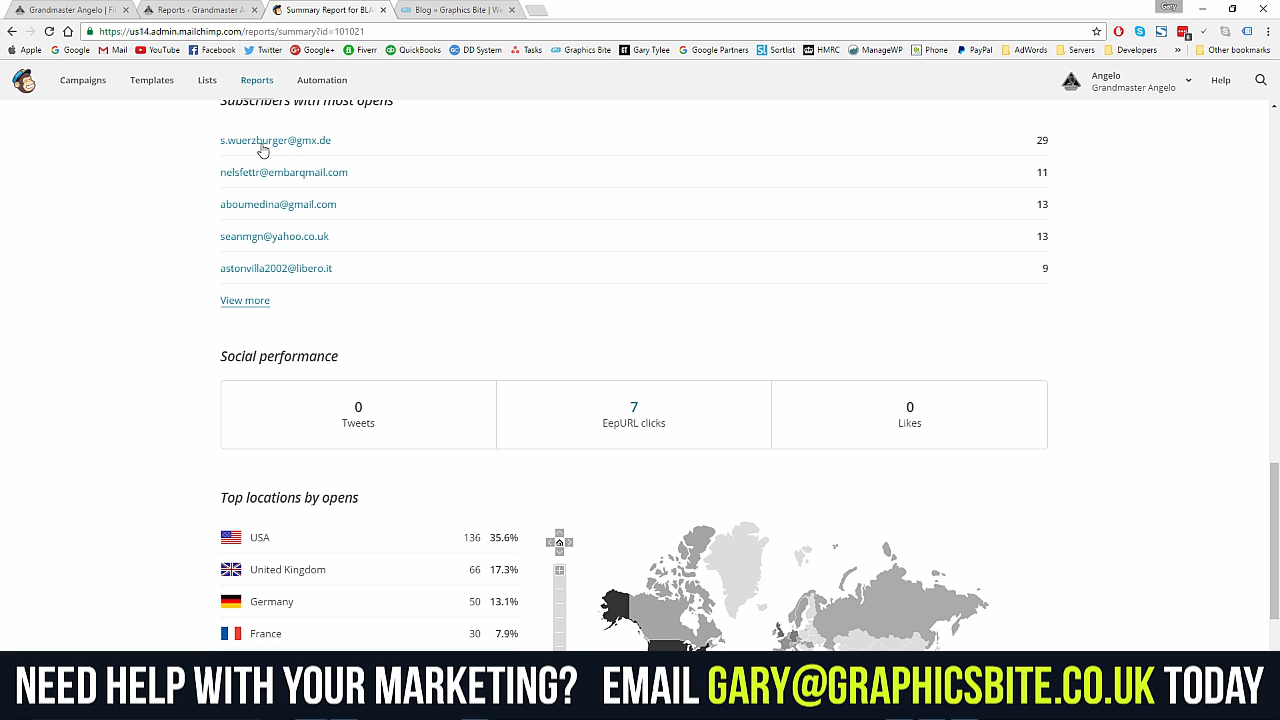 Grandmaster Angelo | Fil
Reports ‹ Grandmaster A
Summary Report for BLA
Blog « Graphics Bite | We
Gary
https://us14.admin.mailchimp.com/reports/summary?id=101021
Apple Google Gmail YouTube Facebook Twitter Google+ Fiverr QuickBooks DD System Tasks Graphics Bite Gary Tylee Google Partners Sortlist HMRC ManageWP Phone PayPal AdWords Servers Developers » Other bookmarks
Campaigns Templates Lists Reports Automation
Angelo
Grandmaster Angelo
Help
Subscribers with most opens
s.wuerzburger@gmx.de 29
nelsfettr@embarqmail.com 11
aboumedina@gmail.com 13
seanmgn@yahoo.co.uk 13
astonvilla2002@libero.it 9
View more
Social performance
0 7 0
Tweets EepURL clicks Likes
Top locations by opens
USA 136 35.6%
United Kingdom 66 17.3%
Germany 50 13.1%
France 30 7.9%
NEED HELP WITH YOUR MARKETING? EMAIL GARY@GRAPHICSBITE.CO.UK TODAY